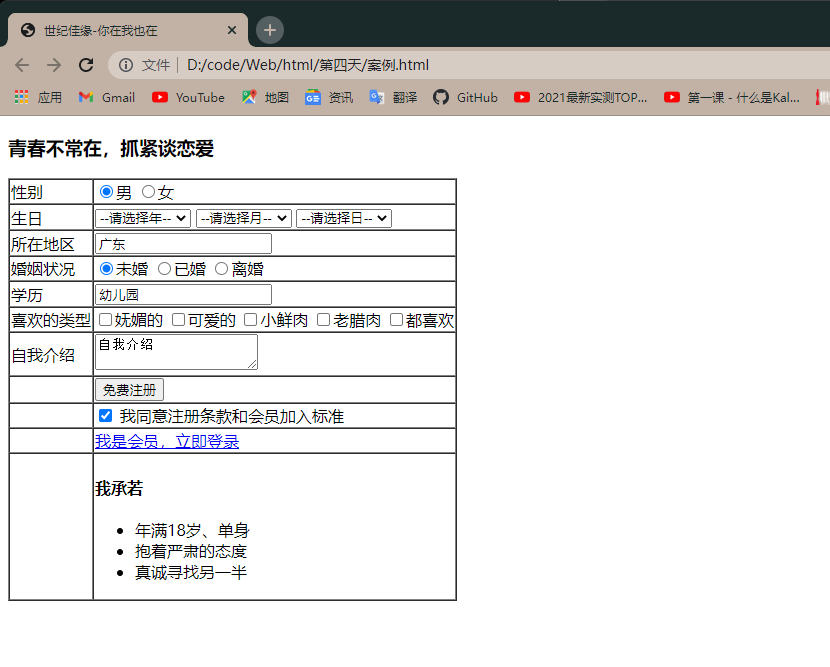 世纪佳缘-你在我也在
文件 D:/code/Web/html/第四天/案例.html
应用 Gmail YouTube 地图 资讯 翻译 GitHub 2021最新实测TOP... 第一课 - 什么是Kal...
青春不常在，抓紧谈恋爱
性别 男 女
生日 --请选择年-- --请选择月-- --请选择日--
所在地区 广东
婚姻状况 未婚 已婚 离婚
学历 幼儿园
喜欢的类型 妩媚的 可爱的 小鲜肉 老腊肉 都喜欢
自我介绍 自我介绍
免费注册
我同意注册条款和会员加入标准
我是会员，立即登录
我承若
年满18岁、单身
抱着严肃的态度
真诚寻找另一半